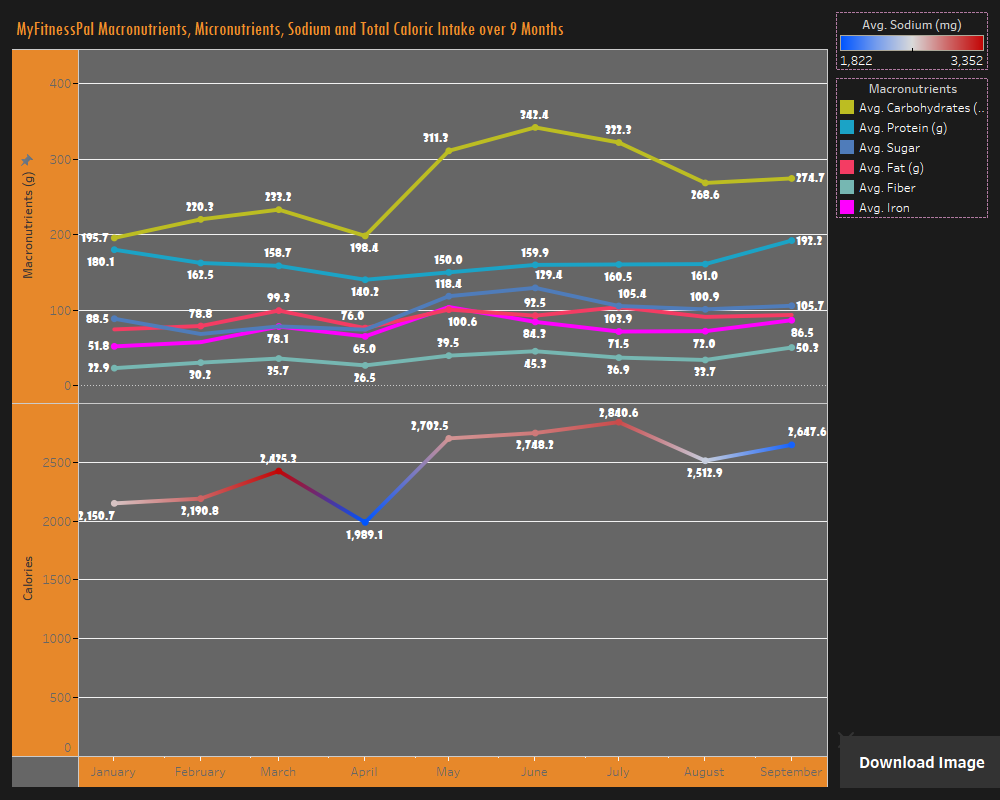 MyFitnessPal Macronutrients, Micronutrients, Sodium and Total Caloric Intake over 9 Months
Avg. Sodium (mg)
1,822 3,352
Macronutrients
Avg. Carbohydrates (..
Avg. Protein (g)
Avg. Sugar
Avg. Fat (g)
Avg. Fiber
Avg. Iron
Macronutrients (g)
400
300
200
100
0
195.7 220.3 233.2 198.4 311.3 342.4 322.3 268.6 274.7
180.1 162.5 158.7 140.2 150.0 159.9 160.5 161.0 192.2
88.5 118.4 129.4 105.4 100.9 105.7
78.8 99.3 76.0 100.6 92.5 103.9
51.8 78.1 65.0 84.3 71.5 72.0 86.5
22.9 30.2 35.7 26.5 39.5 45.3 36.9 33.7 50.3
Calories
2500
2000
1500
1000
500
0
2,150.7 2,190.8 2,425.3 1,989.1 2,702.5 2,748.2 2,840.6 2,512.9 2,647.6
January February March April May June July August September
Download Image